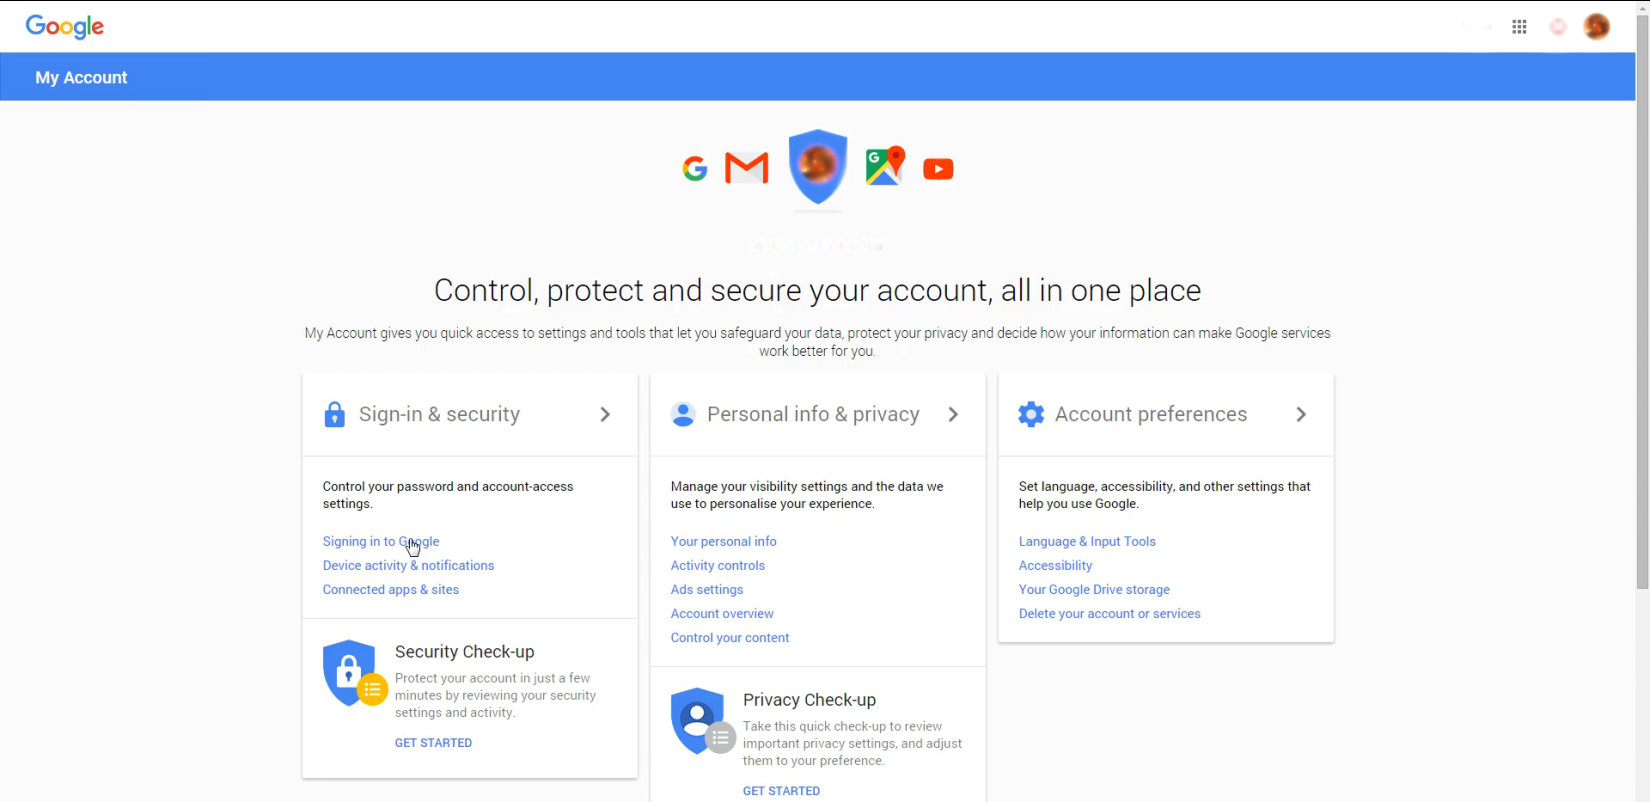 Google
My Account
Control, protect and secure your account, all in one place
My Account gives you quick access to settings and tools that let you safeguard your data, protect your privacy and decide how your information can make Google services
work better for you.
Sign-in & security
Control your password and account-access
settings.
Signing in to Google
Device activity & notifications
Connected apps & sites
Security Check-up
Protect your account in just a few
minutes by reviewing your security
settings and activity.
GET STARTED
Personal info & privacy
Manage your visibility settings and the data we
use to personalise your experience.
Your personal info
Activity controls
Ads settings
Account overview
Control your content
Privacy Check-up
Take this quick check-up to review
important privacy settings, and adjust
them to your preference.
GET STARTED
Account preferences
Set language, accessibility, and other settings that
help you use Google.
Language & Input Tools
Accessibility
Your Google Drive storage
Delete your account or services